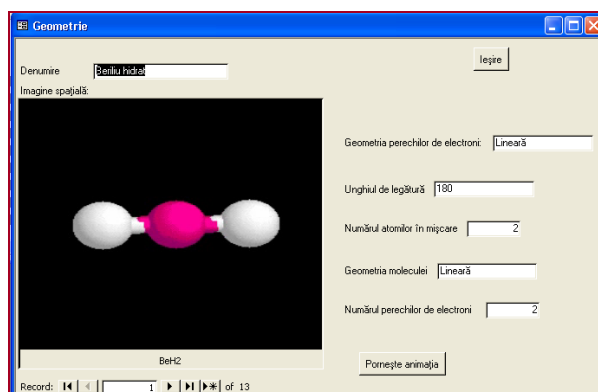 Geometrie
Ieşire
Denumire Beriliu hidrat
Imagine spaţială:
Geometria perechilor de electroni: Lineară
Unghiul de legătură 180
Numărul atomilor în mişcare 2
Geometria moleculei Lineară
Numărul perechilor de electroni 2
BeH2
Porneşte animaţia
Record: 1 of 13